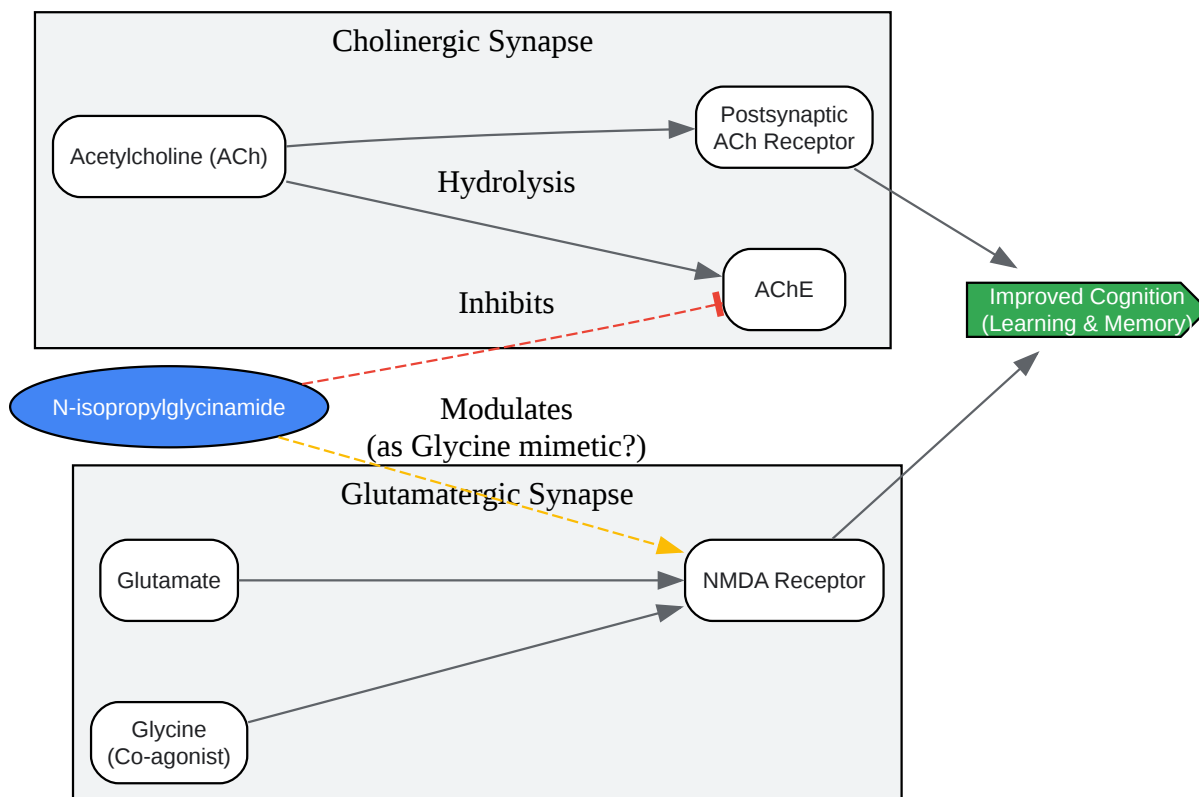 Cholinergic Synapse
Acetylcholine (ACh)
Postsynaptic
ACh Receptor
Hydrolysis
AChE
Inhibits
Improved Cognition
(Learning & Memory)
N-isopropylglycinamide
Modulates
(as Glycine mimetic?)
Glutamatergic Synapse
Glutamate
NMDA Receptor
Glycine
(Co-agonist)